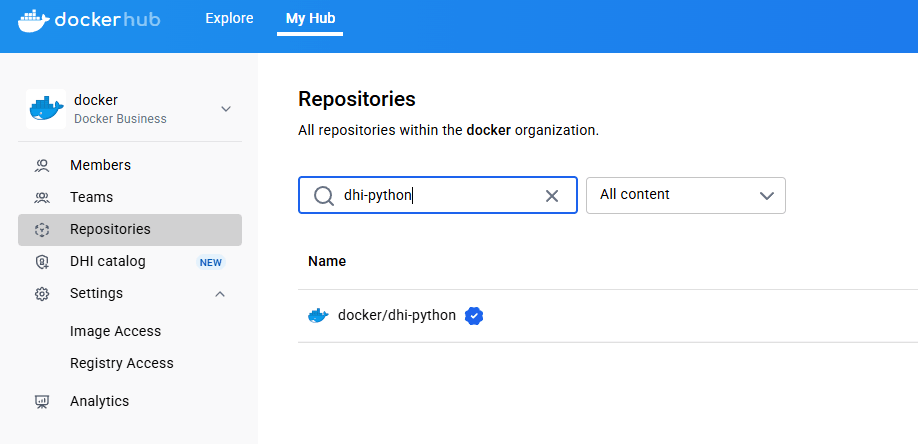 dockerhub
Explore
My Hub
docker
Docker Business
Members
Teams
Repositories
DHI catalog NEW
Settings
Image Access
Registry Access
Analytics
Repositories
All repositories within the docker organization.
dhi-python
All content
Name
docker/dhi-python